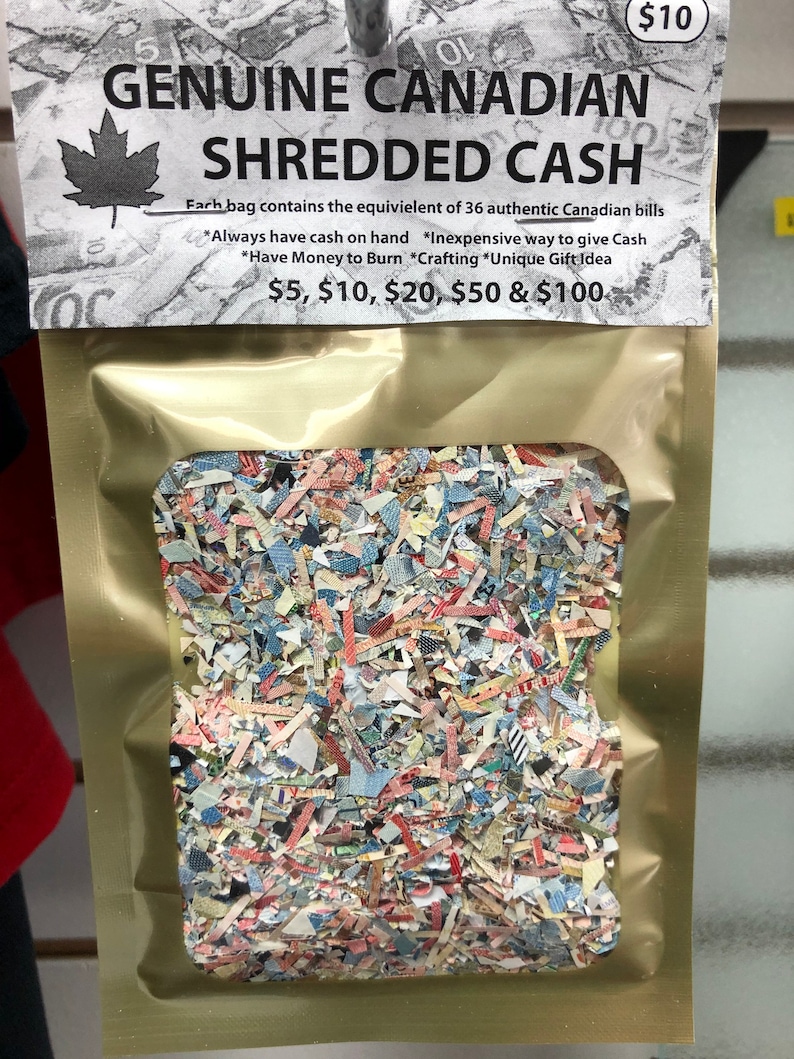 $10
GENUINE CANADIAN
SHREDDED CASH
Each bag contains the equivielent of 36 authentic Canadian bills
*Always have cash on hand *Inexpensive way to give Cash
*Have Money to Burn *Crafting *Unique Gift Idea
$5, $10, $20, $50 & $100